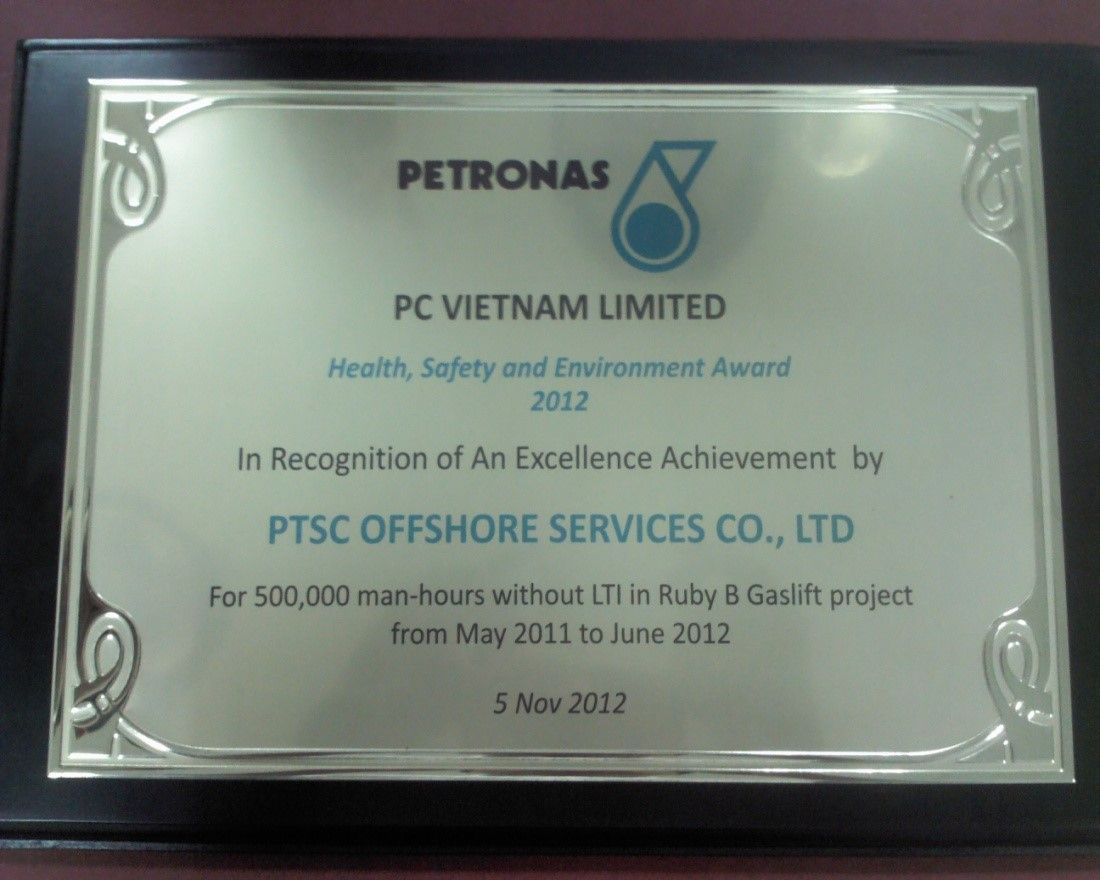 PETRONAS
PC VIETNAM LIMITED
Health, Safety and Environment Award
2012
In Recognition of An Excellence Achievement by
PTSC OFFSHORE SERVICES CO., LTD
For 500,000 man-hours without LTI in Ruby B Gaslift project
from May 2011 to June 2012
5 Nov 2012